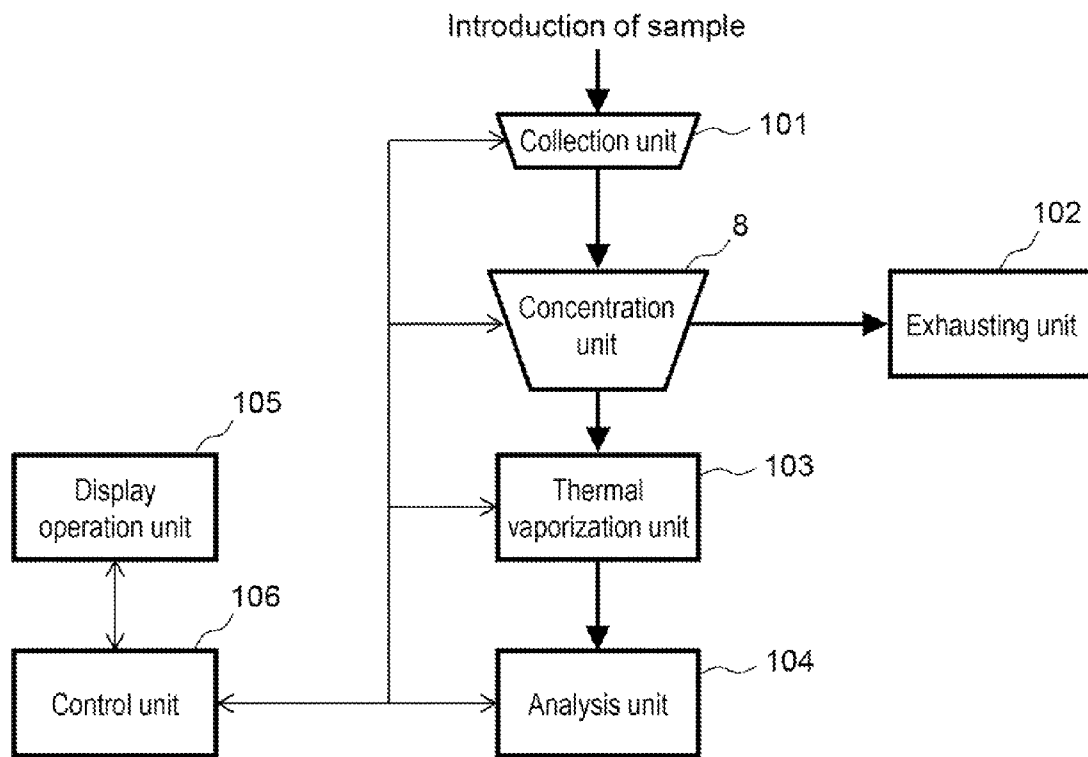 Introduction of sample
101
Collection unit
8
102
Concentration
unit
Exhausting unit
105
103
Display
operation unit
Thermal
vaporization unit
106
104
Control unit
Analysis unit